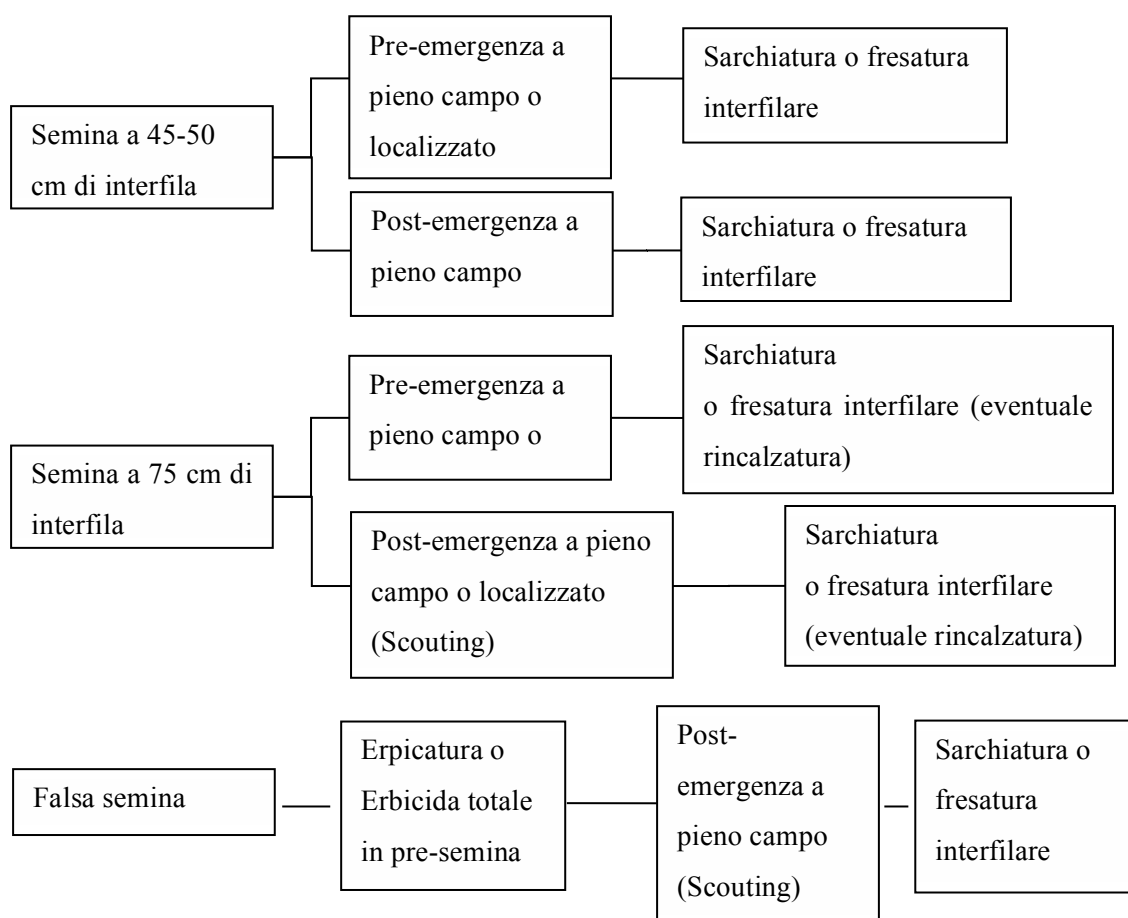 Semina a 45-50
cm di interfila
Pre-emergenza a
pieno campo o
localizzato
Sarchiatura o fresatura
interfilare
Post-emergenza a
pieno campo
Sarchiatura o fresatura
interfilare
Semina a 75 cm di
interfila
Pre-emergenza a
pieno campo o
Sarchiatura
o fresatura interfilare (eventuale
rincalzatura)
Post-emergenza a pieno
campo o localizzato
(Scouting)
Sarchiatura
o fresatura interfilare
(eventuale rincalzatura)
Falsa semina
Erpicatura o
Erbicida totale
in pre-semina
Post-
emergenza a
pieno campo
(Scouting)
Sarchiatura o
fresatura
interfilare